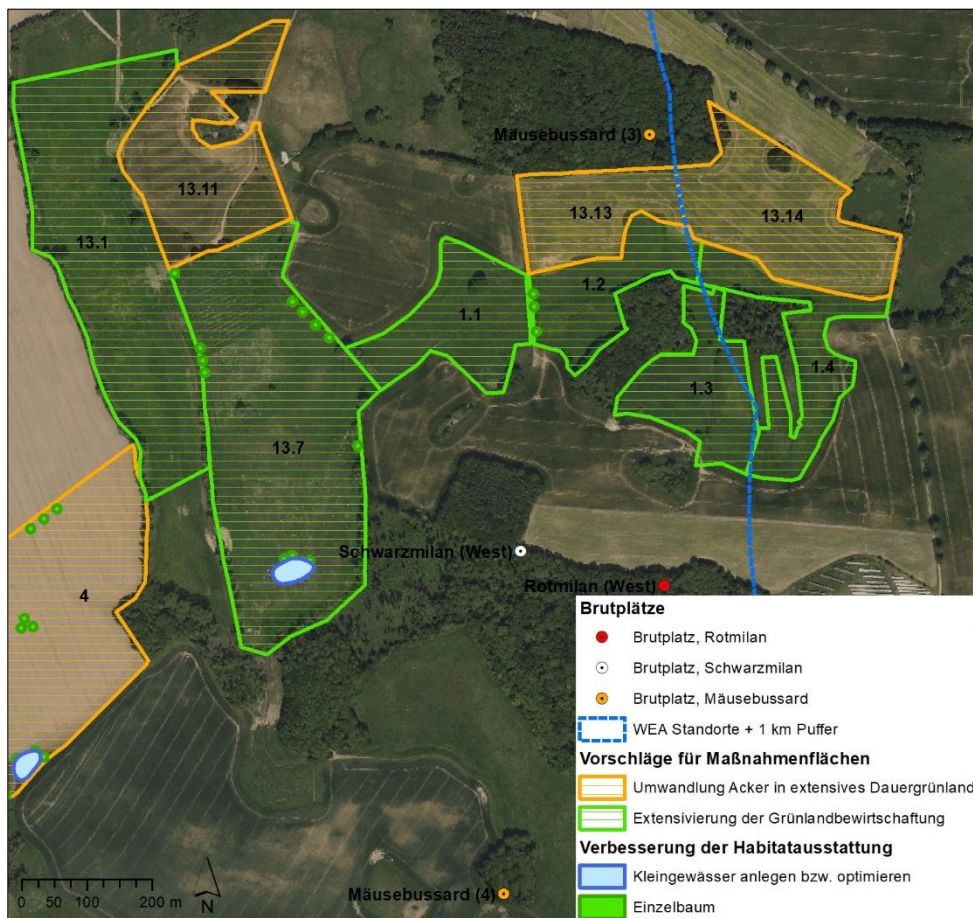 Mäusebussard (3)
13.11
13.13
13.14
13.1
1.2
1.1
1.3
1.4
13.7
Schwarzmilan (West)
Rotmilan (West)
4
Brutplätze
Brutplatz, Rotmilan
Brutplatz, Schwarzmilan
Brutplatz, Mäusebussard
WEA Standorte + 1 km Puffer
Vorschläge für Maßnahmenflächen
Umwandlung Acker in extensives Dauergrünland
Extensivierung der Grünlandbewirtschaftung
Verbesserung der Habitatausstattung
Kleingewässer anlegen bzw. optimieren
Einzelbaum
Mäusebussard (4)
0 50 100 200 m
N